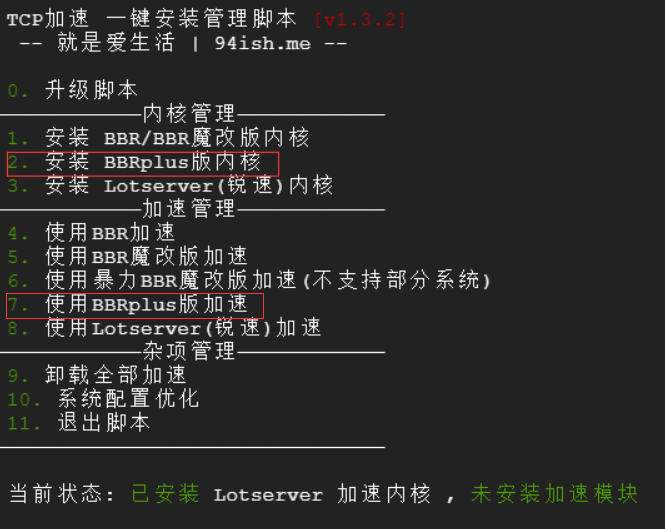 TCP加速 一键安装管理脚本 [v1.3.2]
-- 就是爱生活 | 94ish.me --
0. 升级脚本
————————————内核管理————————————
1. 安装 BBR/BBR魔改版内核
2. 安装 BBRplus版内核
3. 安装 Lotserver(锐速)内核
————————————加速管理————————————
4. 使用BBR加速
5. 使用BBR魔改版加速
6. 使用暴力BBR魔改版加速(不支持部分系统)
7. 使用BBRplus版加速
8. 使用Lotserver(锐速)加速
————————————杂项管理————————————
9. 卸载全部加速
10. 系统配置优化
11. 退出脚本
————————————————————————————————
当前状态: 已安装 Lotserver 加速内核 , 未安装加速模块